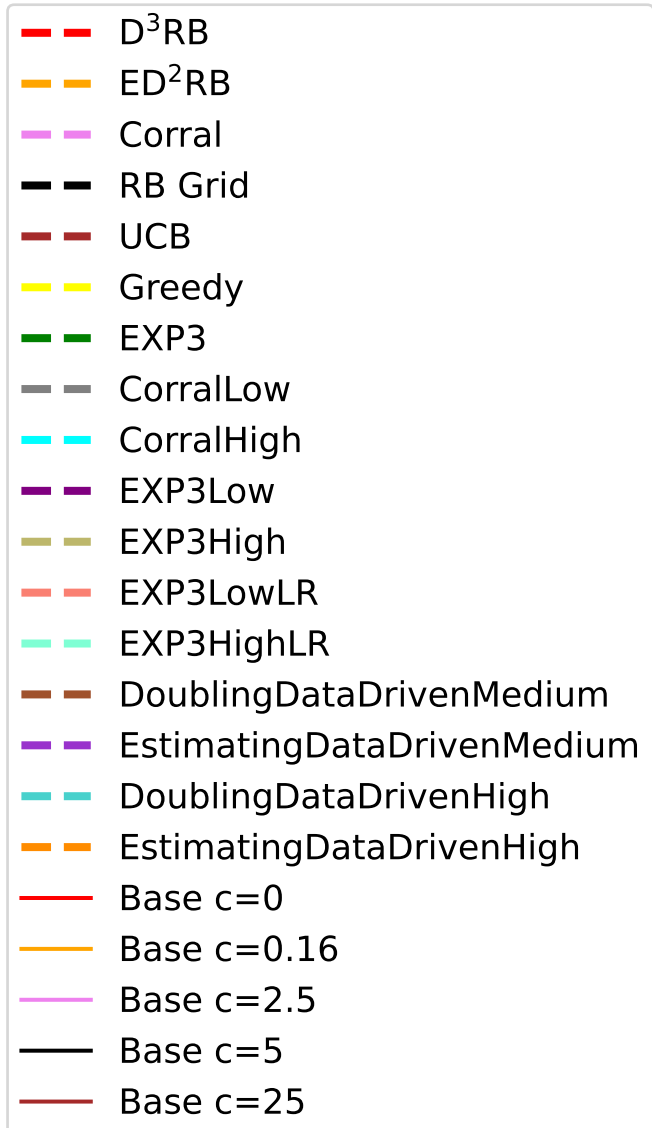 D³RB
ED²RB
Corral
RB Grid
UCB
Greedy
EXP3
CorralLow
CorralHigh
EXP3Low
EXP3High
EXP3LowLR
EXP3HighLR
DoublingDataDrivenMedium
EstimatingDataDrivenMedium
DoublingDataDrivenHigh
EstimatingDataDrivenHigh
Base c=0
Base c=0.16
Base c=2.5
Base c=5
Base c=25